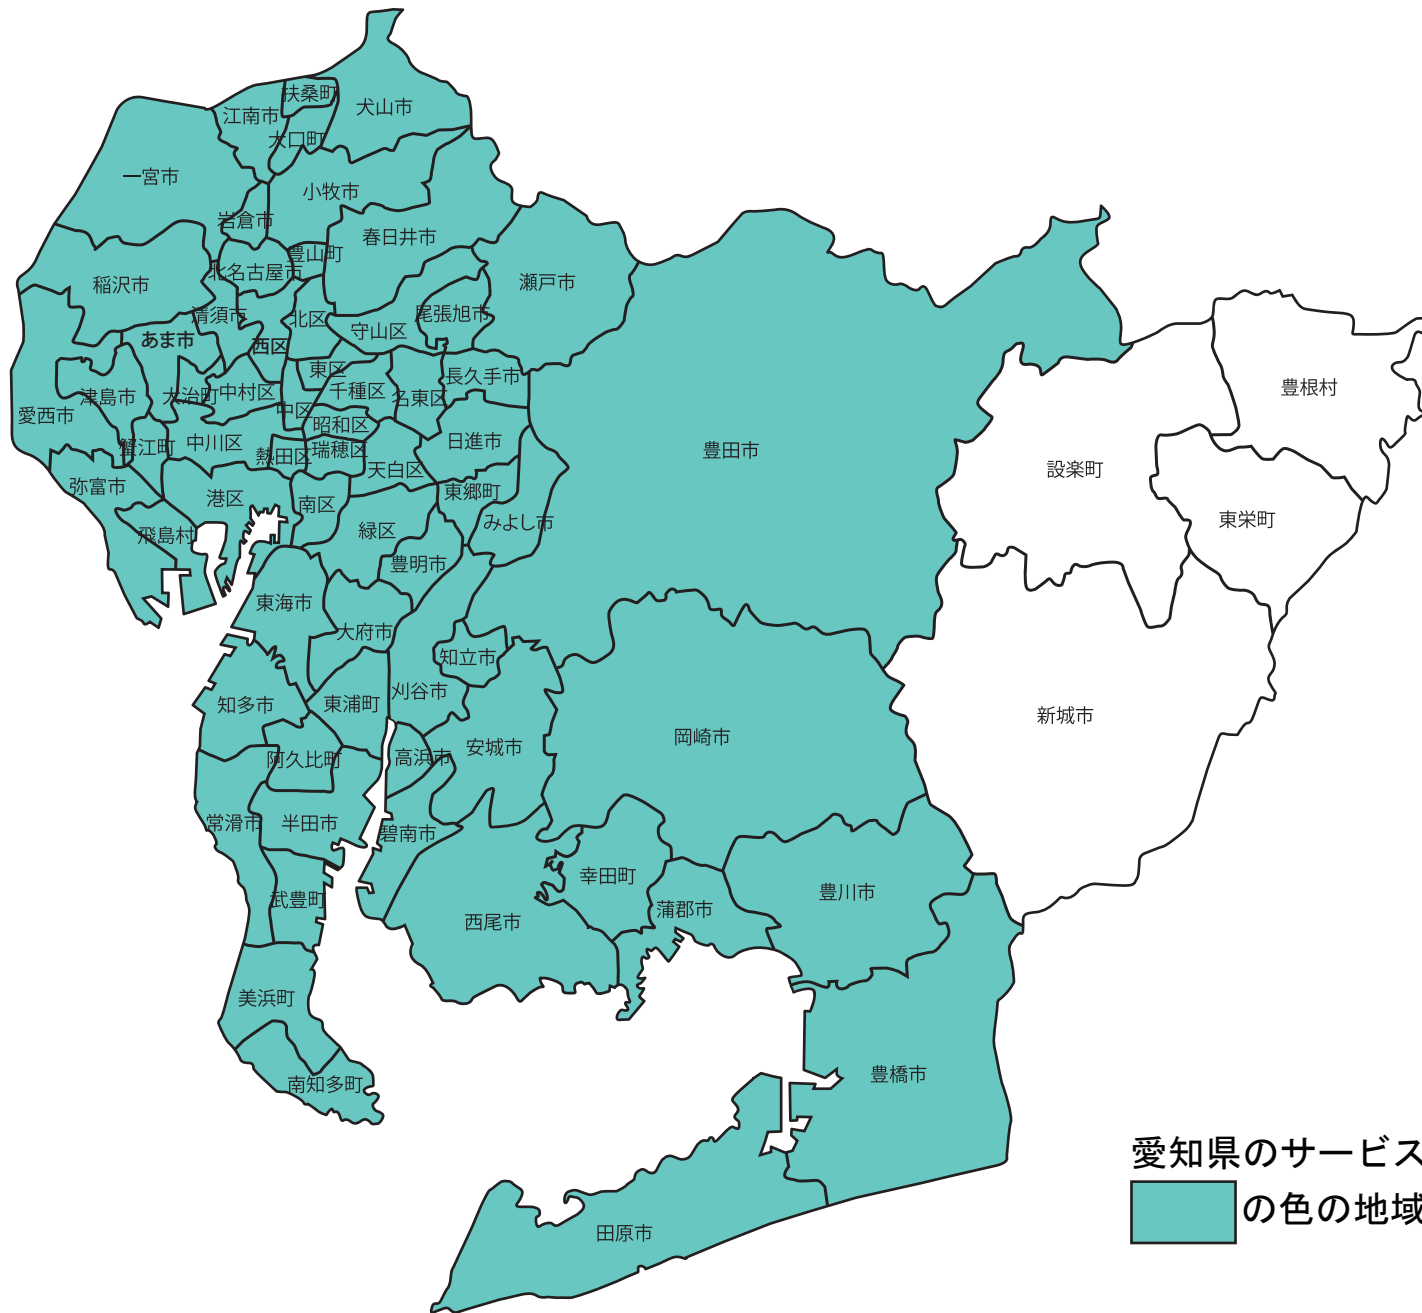 扶桑町
江南市
犬山市
大口町
一宮市
小牧市
岩倉市
春日井市
豊山町
北名古屋市
稲沢市
瀬戸市
清須市
北区
尾張旭市
守山区
あま市
西区
東区
長久手市
千種区
名東区
津島市
大治町
中村区
豊根村
愛西市
中区
昭和区
日進市
蟹江町
中川区
熱田区
瑞穂区
豊田市
天白区
設楽町
弥富市
港区
南区
東郷町
みよし市
東栄町
飛島村
緑区
豊明市
東海市
大府市
知立市
刈谷市
知多市
東浦町
新城市
岡崎市
安城市
阿久比町
高浜市
常滑市
半田市
碧南市
幸田町
豊川市
武豊町
蒲郡市
西尾市
美浜町
豊橋市
南知多町
愛知県のサービス
の色の地域
田原市